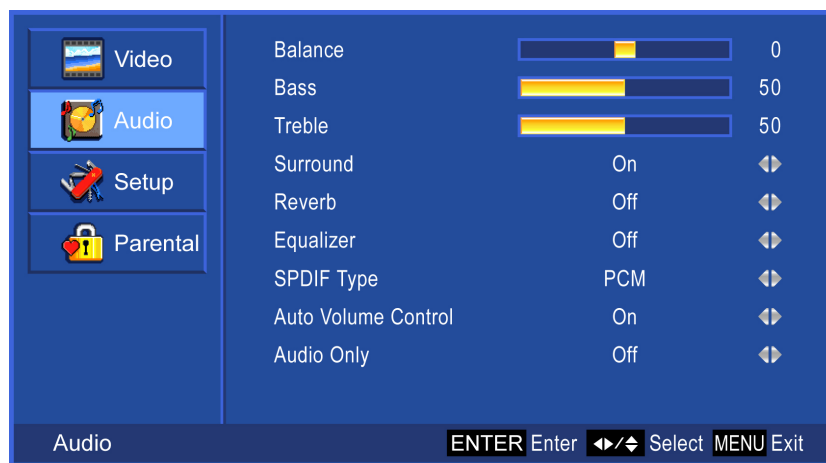 Video
Audio
Setup
Parental
Balance 0
Bass 50
Treble 50
Surround On
Reverb Off
Equalizer Off
SPDIF Type PCM
Auto Volume Control On
Audio Only Off
Audio ENTER Enter Select MENU Exit